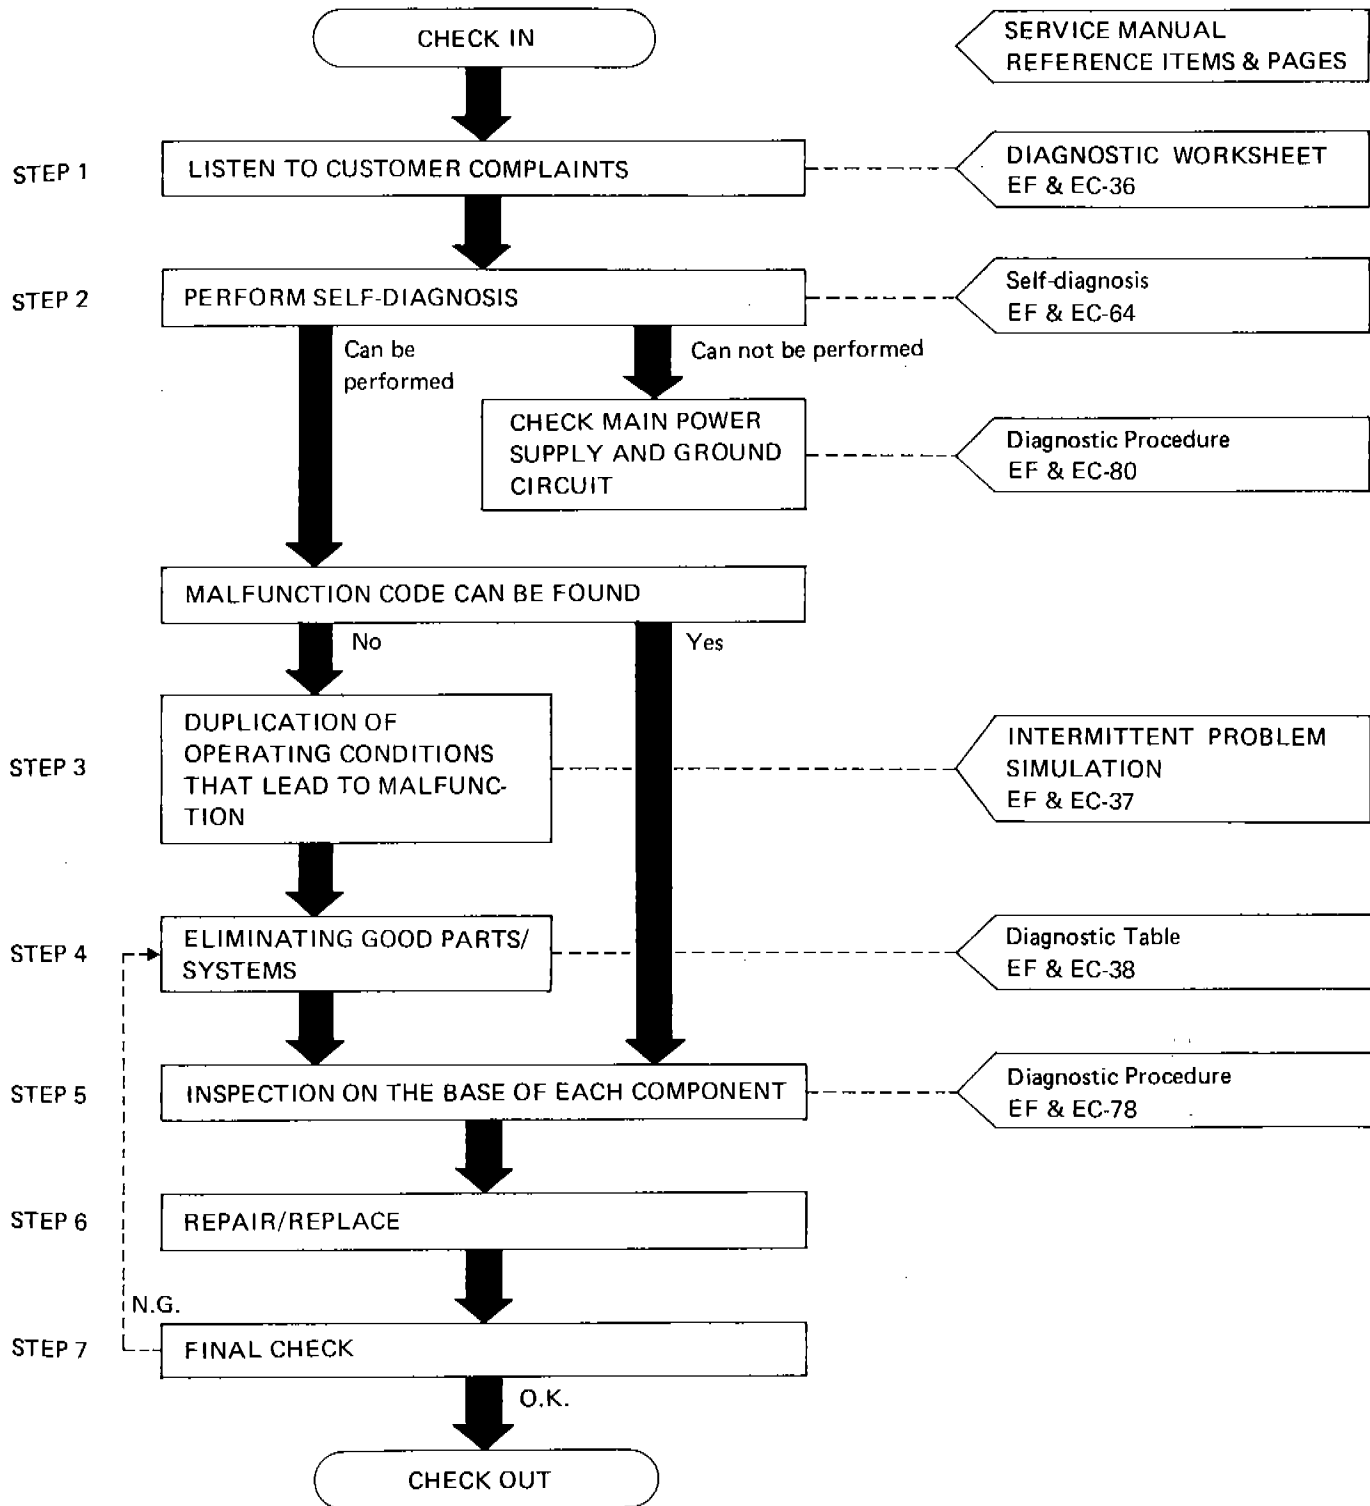 CHECK IN
SERVICE MANUAL
REFERENCE ITEMS & PAGES
STEP 1
LISTEN TO CUSTOMER COMPLAINTS
DIAGNOSTIC WORKSHEET
EF & EC-36
STEP 2
PERFORM SELF-DIAGNOSIS
Self-diagnosis
EF & EC-64
Can be
performed
Can not be performed
CHECK MAIN POWER
SUPPLY AND GROUND
CIRCUIT
Diagnostic Procedure
EF & EC-80
MALFUNCTION CODE CAN BE FOUND
No
Yes
STEP 3
DUPLICATION OF
OPERATING CONDITIONS
THAT LEAD TO MALFUNC-
TION
INTERMITTENT PROBLEM
SIMULATION
EF & EC-37
STEP 4
ELIMINATING GOOD PARTS/
SYSTEMS
Diagnostic Table
EF & EC-38
STEP 5
INSPECTION ON THE BASE OF EACH COMPONENT
Diagnostic Procedure
EF & EC-78
STEP 6
REPAIR/REPLACE
N.G.
STEP 7
FINAL CHECK
O.K.
CHECK OUT